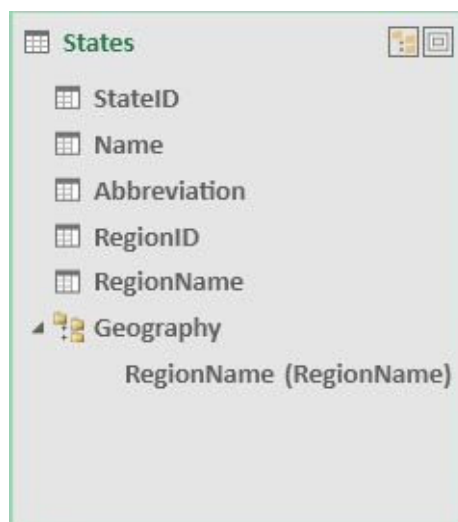 States
StateID
Name
Abbreviation
RegionID
RegionName
Geography
RegionName (RegionName)